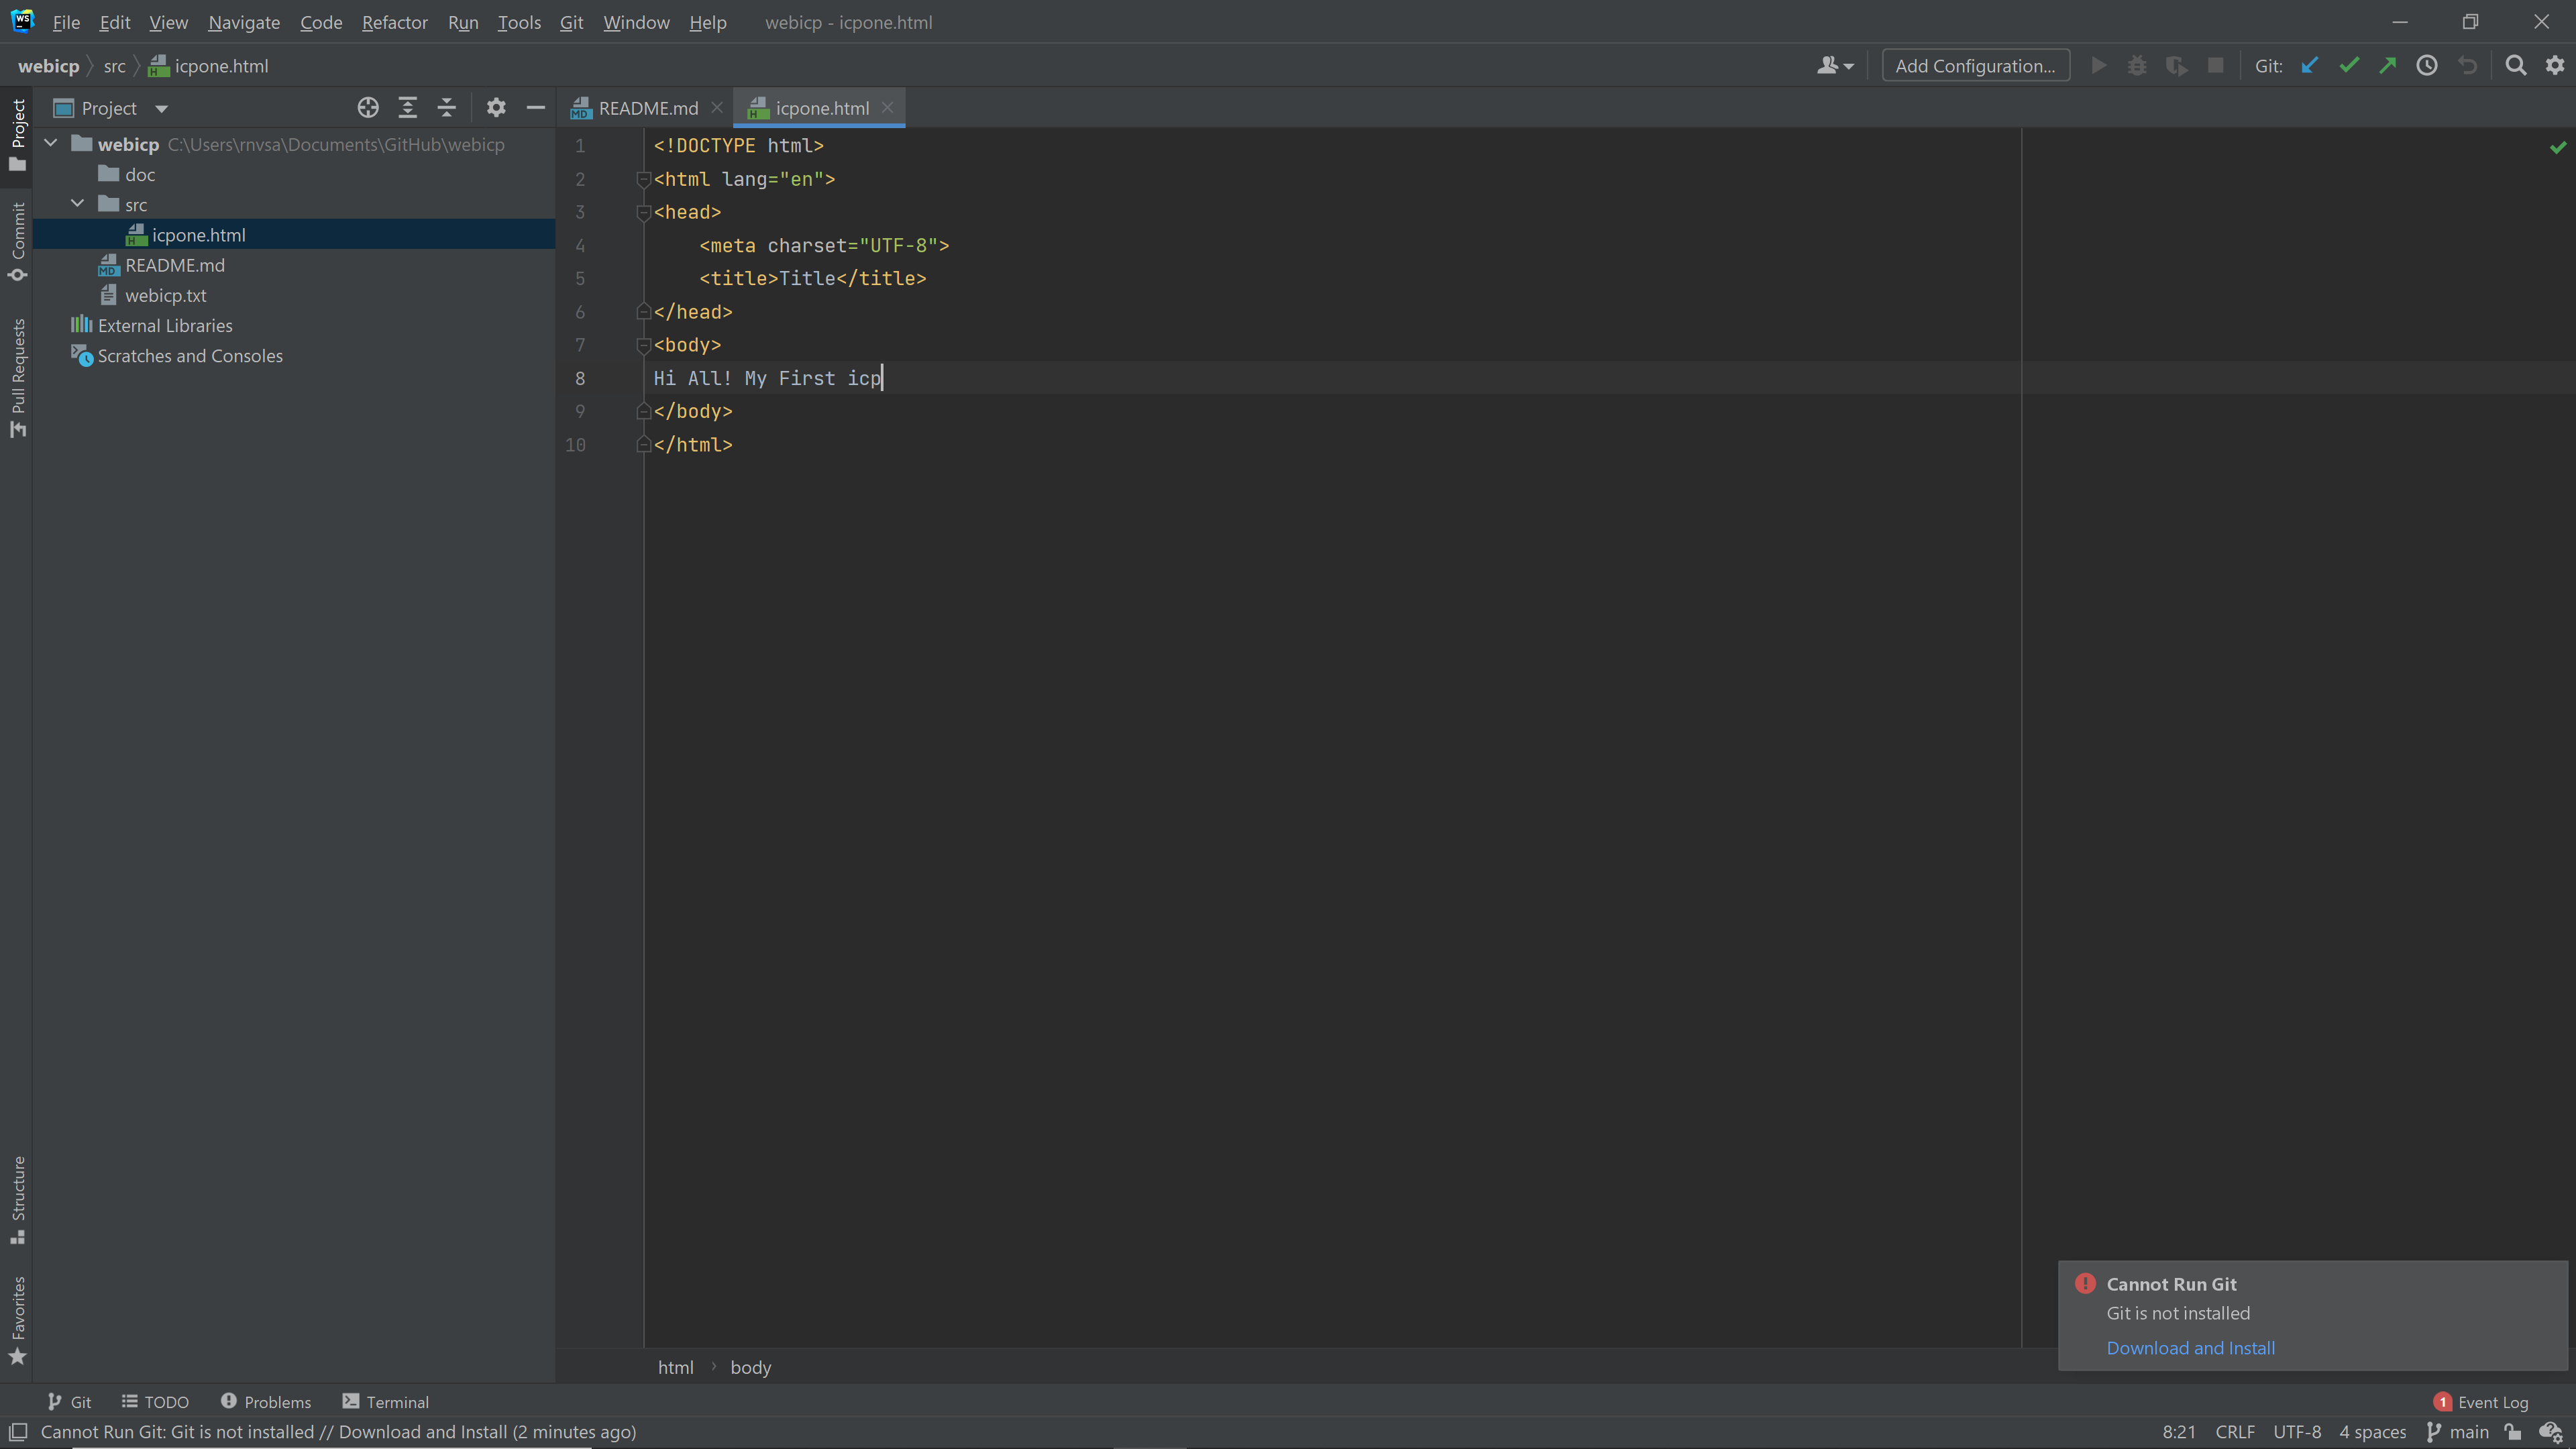 WS File Edit View Navigate Code Refactor Run Tools Git Window Help webicp - icpone.html
webicp src icpone.html Add Configuration... Git:
Project README.md icpone.html
Project
Commit
Pull Requests
Structure
Favorites
webicp C:\Users\rnvsa\Documents\GitHub\webicp
doc
src
icpone.html
README.md
webicp.txt
External Libraries
Scratches and Consoles
1 <!DOCTYPE html>
2 <html lang="en">
3 <head>
4 <meta charset="UTF-8">
5 <title>Title</title>
6 </head>
7 <body>
8 Hi All! My First icp
9 </body>
10 </html>
Cannot Run Git
Git is not installed
Download and Install
html body
Git TODO Problems Terminal 1 Event Log
Cannot Run Git: Git is not installed // Download and Install (2 minutes ago) 8:21 CRLF UTF-8 4 spaces main